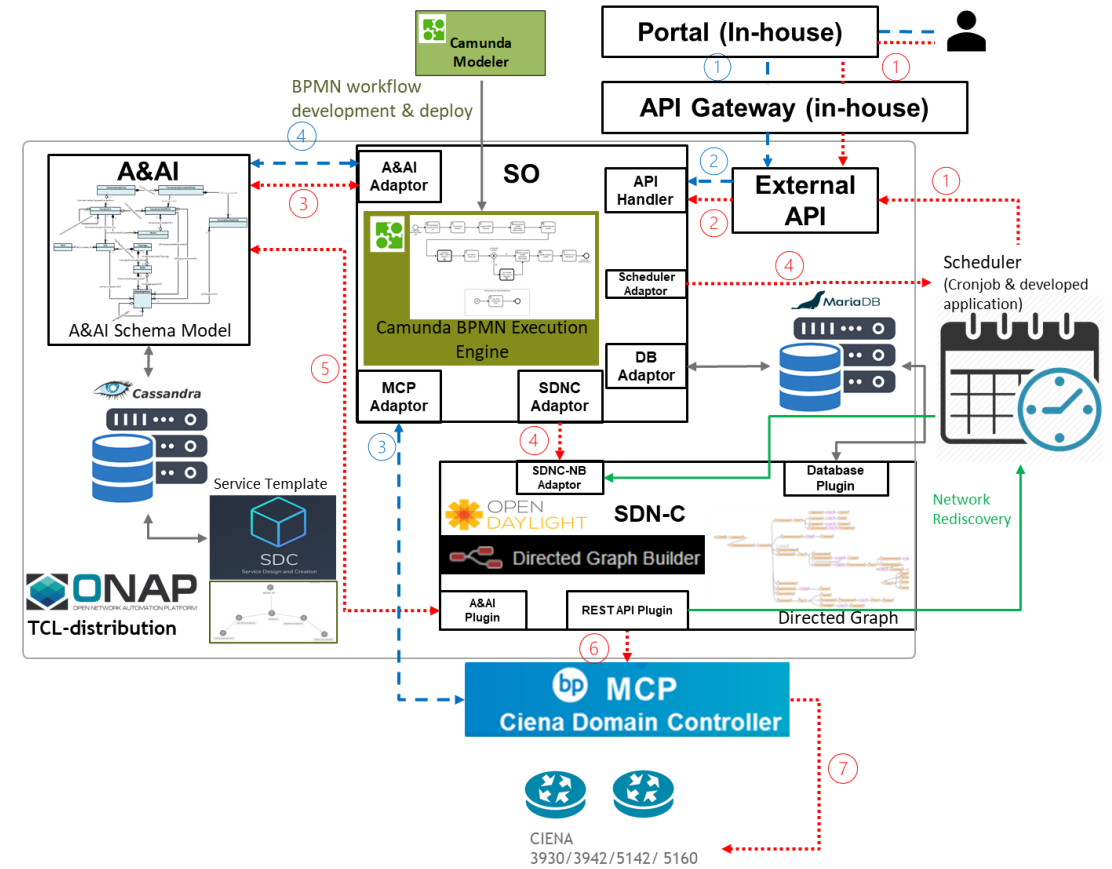 Portal (In-house)
Camunda
Modeler
1
1
BPMN workflow
development & deploy
API Gateway (in-house)
4
A&AI
A&AI
Adaptor
SO
2
API
Handler
External
API
1
3
2
Scheduler
Adaptor
4
Scheduler
(Cronjob & developed
application)
MariaDB
A&AI Schema Model
Camunda BPMN Execution
Engine
DB
Adaptor
5
cassandra
MCP
Adaptor
SDNC
Adaptor
3
4
SDNC-NB
Adaptor
Database
Plugin
Service Template
OPEN
DAYLIGHT
SDN-C
Network
Rediscovery
SDC
Service Design and Creation
Directed Graph Builder
ONAP
OPEN NETWORK AUTOMATION PLATFORM
TCL-distribution
A&AI
Plugin
REST API Plugin
Directed Graph
6
bp
MCP
Ciena Domain Controller
7
CIENA
3930/3942/5142/ 5160